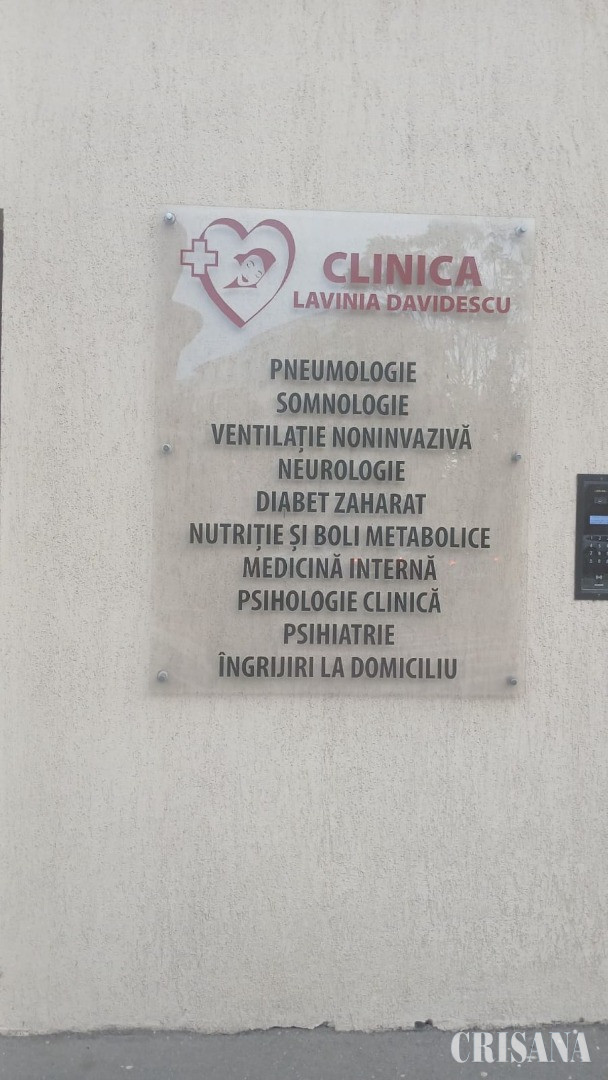 CLINICA
LAVINIA DAVIDESCU
PNEUMOLOGIE
SOMNOLOGIE
VENTILAȚIE NONINVAZIVĂ
NEUROLOGIE
DIABET ZAHARAT
NUTRIȚIE ȘI BOLI METABOLICE
MEDICINĂ INTERNĂ
PSIHOLOGIE CLINICĂ
PSIHIATRIE
ÎNGRIJIRI LA DOMICILIU
CRISANA